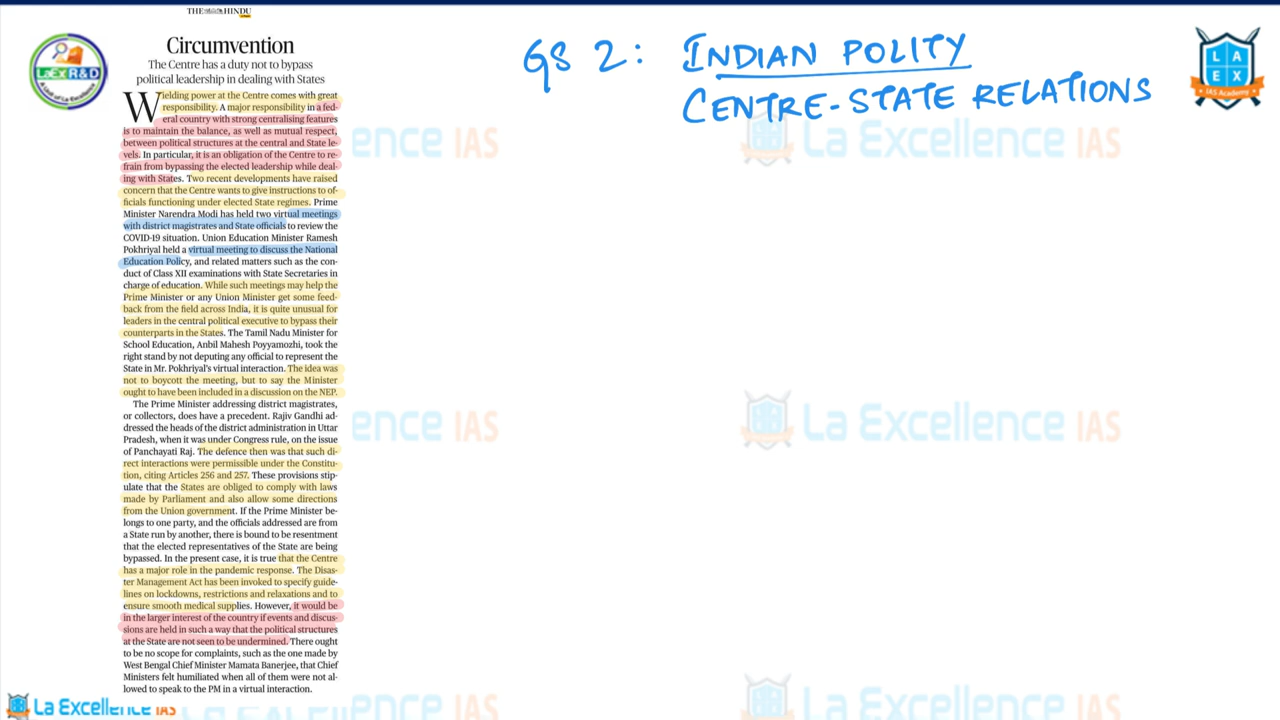 THE HINDU
Circumvention
The Centre has a duty not to bypass
political leadership in dealing with States
Wielding power at the Centre comes with great
responsibility. A major responsibility in a fed-
eral country with strong centralising features
is to maintain the balance, as well as mutual respect,
between political structures at the central and State le-
vels. In particular, it is an obligation of the Centre to re-
frain from bypassing the elected leadership while deal-
ing with States. Two recent developments have raised
concern that the Centre wants to give instructions to of-
ficials functioning under elected State regimes. Prime
Minister Narendra Modi has held two virtual meetings
with district magistrates and State officials to review the
COVID-19 situation. Union Education Minister Ramesh
Pokhriyal held a virtual meeting to discuss the National
Education Policy, and related matters such as the con-
duct of Class XII examinations with State Secretaries in
charge of education. While such meetings may help the
Prime Minister or any Union Minister get some feed-
back from the field across India, it is quite unusual for
leaders in the central political executive to bypass their
counterparts in the States. The Tamil Nadu Minister for
School Education, Anbil Mahesh Poyyamozhi, took the
right stand by not deputing any official to represent the
State in Mr. Pokhriyal's virtual interaction. The idea was
not to boycott the meeting, but to say the Minister
ought to have been included in a discussion on the NEP.
The Prime Minister addressing district magistrates,
or collectors, does have a precedent. Rajiv Gandhi ad-
dressed the heads of the district administration in Uttar
Pradesh, when it was under Congress rule, on the issue
of Panchayati Raj. The defence then was that such di-
rect interactions were permissible under the Constitu-
tion, citing Articles 256 and 257. These provisions stip-
ulate that the States are obliged to comply with laws
made by Parliament and also allow some directions
from the Union government. If the Prime Minister be-
longs to one party, and the officials addressed are from
a State run by another, there is bound to be resentment
that the elected representatives of the State are being
bypassed. In the present case, it is true that the Centre
has a major role in the pandemic response. The Disas-
ter Management Act has been invoked to specify guide-
lines on lockdowns, restrictions and relaxations and to
ensure smooth medical supplies. However, it would be
in the larger interest of the country if events and discus-
sions are held in such a way that the political structures
at the State are not seen to be undermined. There ought
to be no scope for complaints, such as the one made by
West Bengal Chief Minister Mamata Banerjee, that Chief
Ministers felt humiliated when all of them were not al-
lowed to speak to the PM in a virtual interaction.
GS 2: INDIAN POLITY
CENTRE-STATE RELATIONS
LaEx R&D
A Unit of La Excellence
L A
E X
IAS Academy
ence IAS
La Excellence IAS
ence IAS
La Excellence IAS
ence IAS
La Excellence IAS
La Excellence IAS